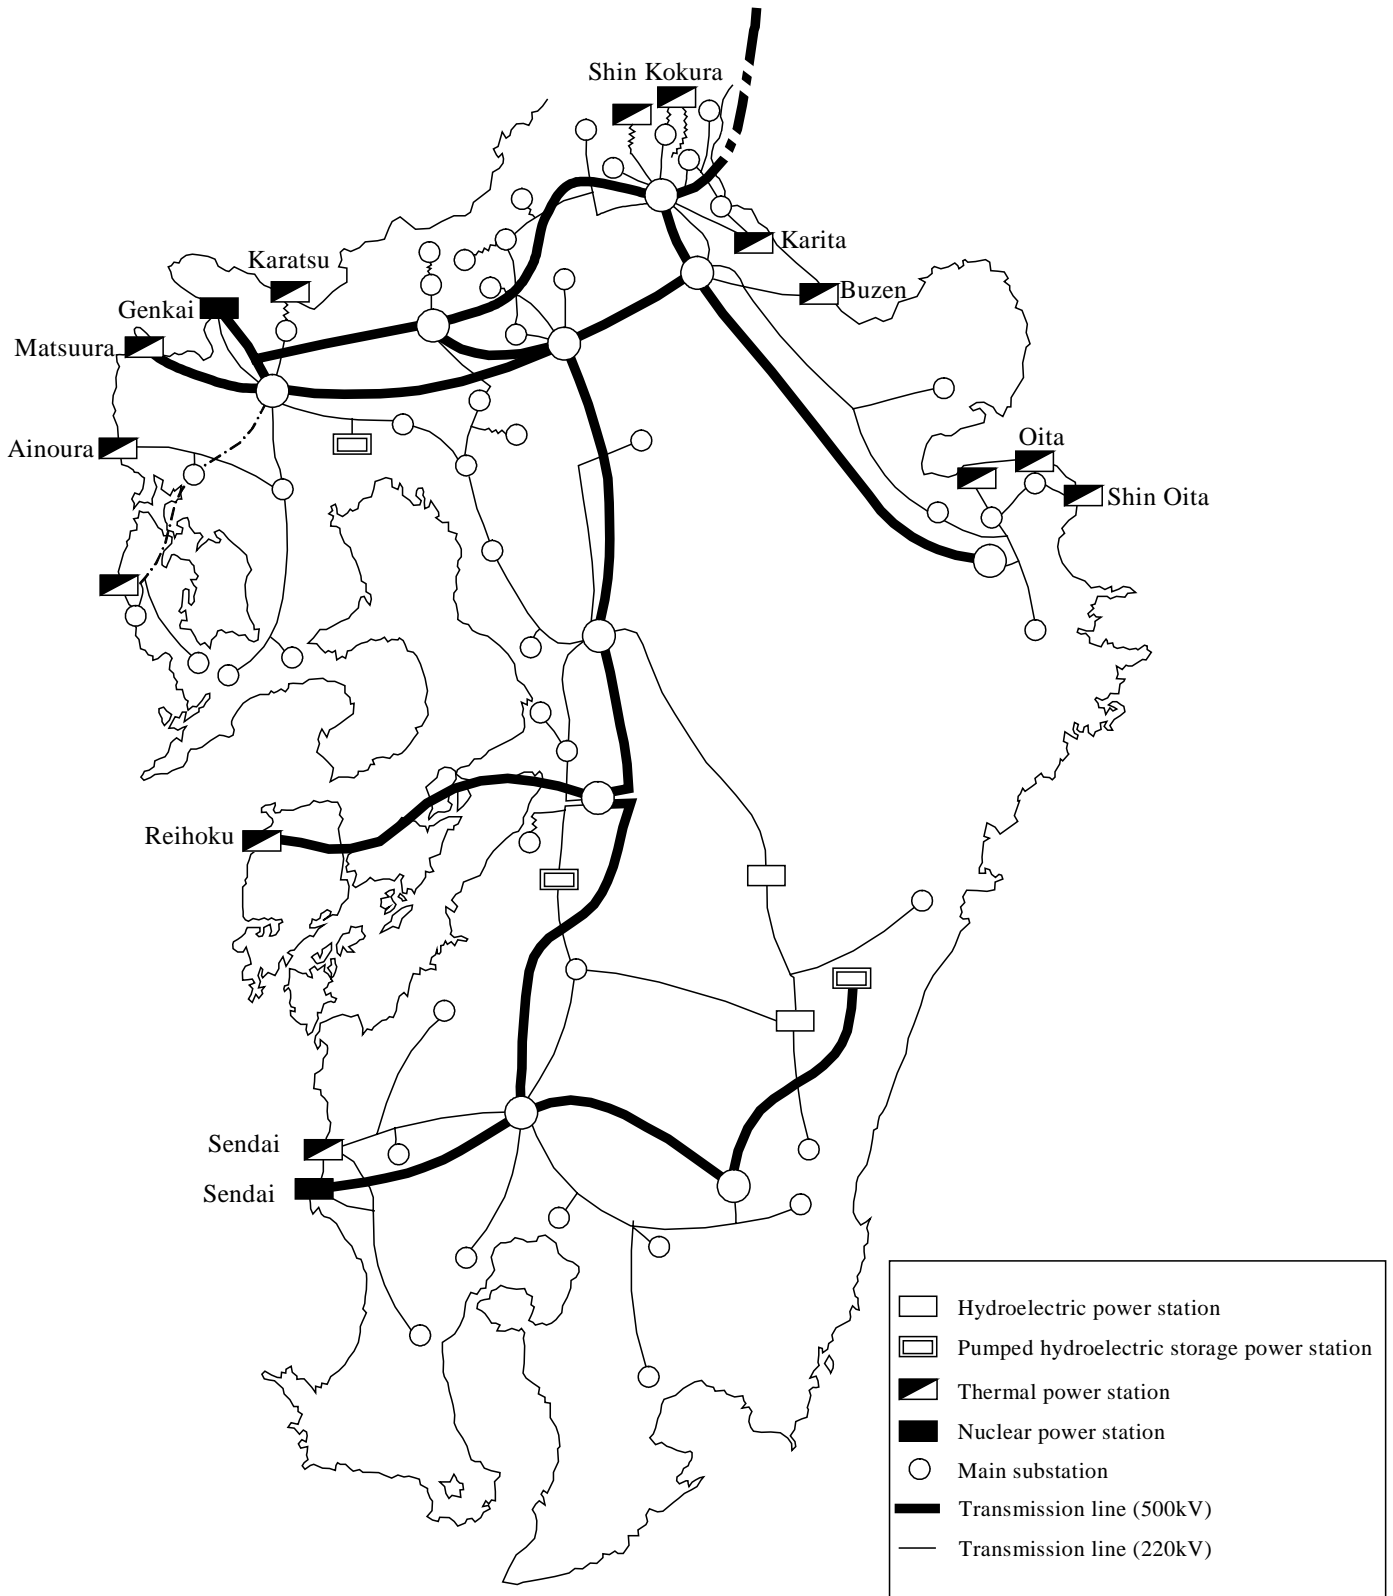 Shin Kokura
Karita
Karatsu
Buzen
Genkai
Matsuura
Ainoura
Oita
Shin Oita
Reihoku
Sendai
Sendai
Hydroelectric power station
Pumped hydroelectric storage power station
Thermal power station
Nuclear power station
Main substation
Transmission line (500kV)
Transmission line (220kV)